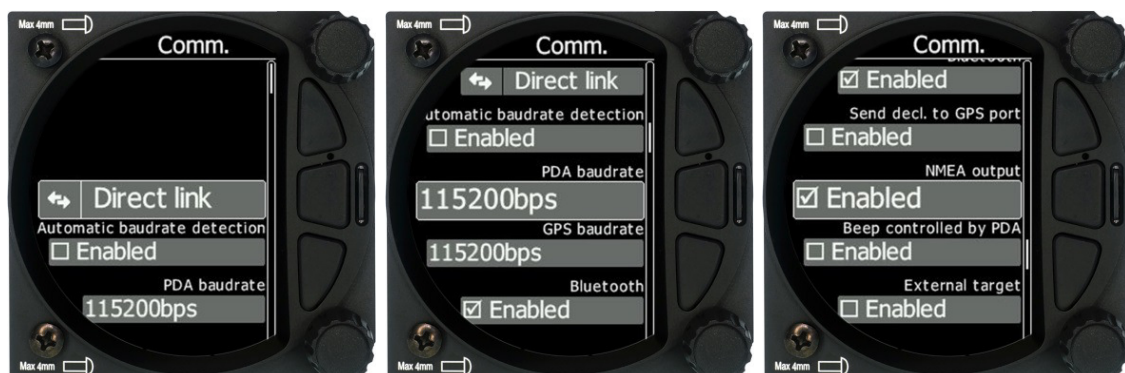 Max 4mm
Comm.
Direct link
Automatic baudrate detection
Enabled
PDA baudrate
115200bps
Max 4mm
Max 4mm
Comm.
Direct link
utomatic baudrate detection
Enabled
PDA baudrate
115200bps
GPS baudrate
115200bps
Bluetooth
Enabled
Max 4mm
Max 4mm
Comm.
Bluetooth
Enabled
Send decl. to GPS port
Enabled
NMEA output
Enabled
Beep controlled by PDA
Enabled
External target
Enabled
Max 4mm